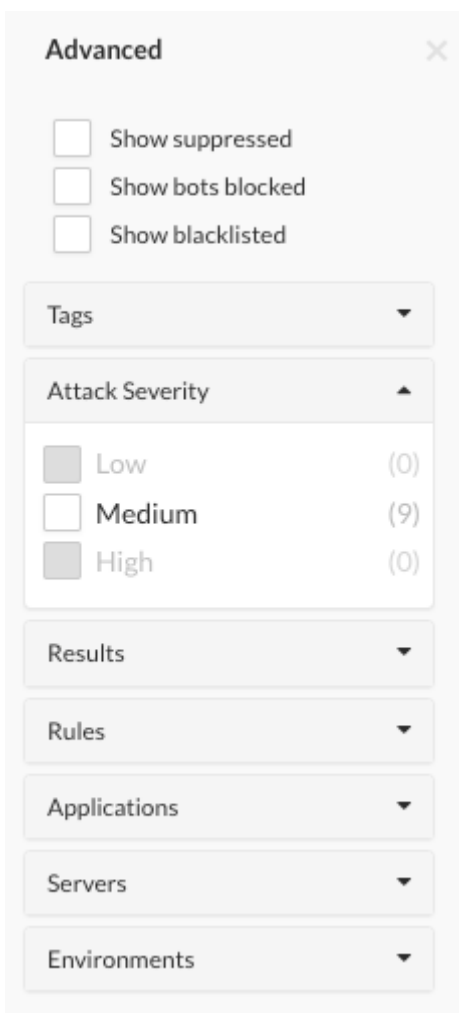 Advanced
Show suppressed
Show bots blocked
Show blacklisted
Tags
Attack Severity
Low (0)
Medium (9)
High (0)
Results
Rules
Applications
Servers
Environments